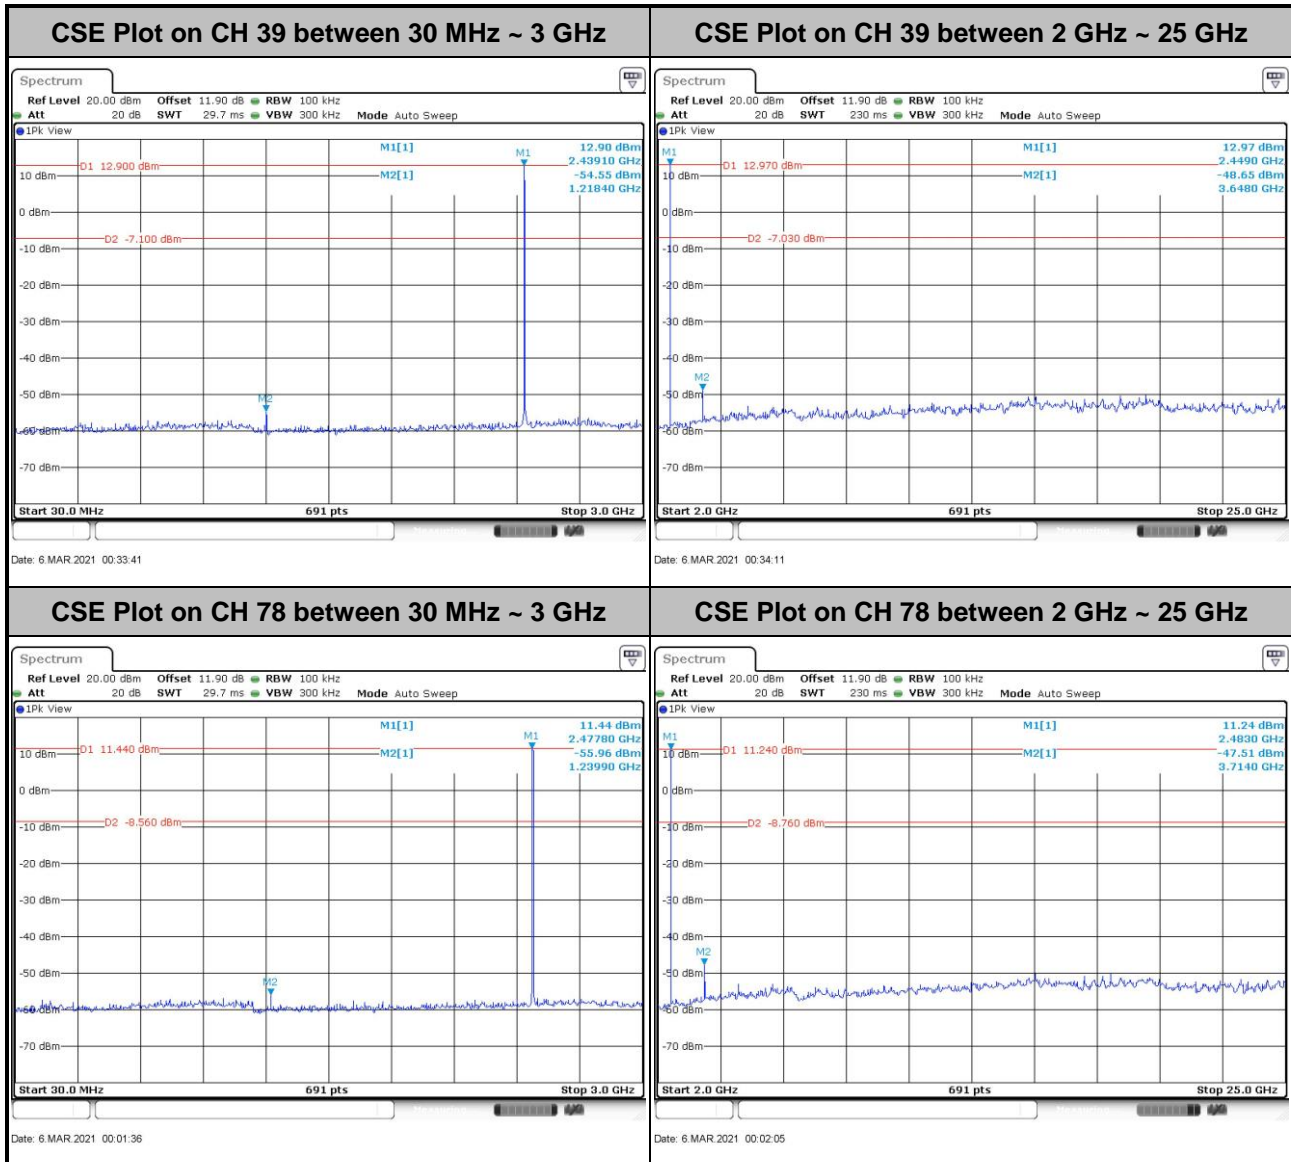 CSE Plot on CH 39 between 30 MHz ~ 3 GHz
Spectrum
Ref Level 20.00 dBm Offset 11.90 dB RBW 100 kHz
Att 20 dB SWT 29.7 ms VBW 300 kHz Mode Auto Sweep
1Pk View
M1[1] 12.90 dBm
2.43910 GHz
M2[1] -54.55 dBm
1.21840 GHz
M1
D1 12.900 dBm
10 dBm
0 dBm
D2 -7.100 dBm
-10 dBm
-20 dBm
-30 dBm
-40 dBm
-50 dBm
M2
-60 dBm
-70 dBm
Start 30.0 MHz 691 pts Stop 3.0 GHz
Date: 6.MAR.2021 00:33:41
CSE Plot on CH 39 between 2 GHz ~ 25 GHz
Spectrum
Ref Level 20.00 dBm Offset 11.90 dB RBW 100 kHz
Att 20 dB SWT 230 ms VBW 300 kHz Mode Auto Sweep
1Pk View
M1[1] 12.97 dBm
2.4490 GHz
M2[1] -48.65 dBm
3.6480 GHz
M1
D1 12.970 dBm
10 dBm
0 dBm
D2 -7.030 dBm
-10 dBm
-20 dBm
-30 dBm
-40 dBm
M2
-50 dBm
-60 dBm
-70 dBm
Start 2.0 GHz 691 pts Stop 25.0 GHz
Date: 6.MAR.2021 00:34:11
CSE Plot on CH 78 between 30 MHz ~ 3 GHz
Spectrum
Ref Level 20.00 dBm Offset 11.90 dB RBW 100 kHz
Att 20 dB SWT 29.7 ms VBW 300 kHz Mode Auto Sweep
1Pk View
M1[1] 11.44 dBm
2.47780 GHz
M2[1] -55.96 dBm
1.23990 GHz
M1
D1 11.440 dBm
10 dBm
0 dBm
D2 -8.560 dBm
-10 dBm
-20 dBm
-30 dBm
-40 dBm
-50 dBm
M2
-60 dBm
-70 dBm
Start 30.0 MHz 691 pts Stop 3.0 GHz
Date: 6.MAR.2021 00:01:36
CSE Plot on CH 78 between 2 GHz ~ 25 GHz
Spectrum
Ref Level 20.00 dBm Offset 11.90 dB RBW 100 kHz
Att 20 dB SWT 230 ms VBW 300 kHz Mode Auto Sweep
1Pk View
M1[1] 11.24 dBm
2.4830 GHz
M2[1] -47.51 dBm
3.7140 GHz
M1
D1 11.240 dBm
10 dBm
0 dBm
D2 -8.760 dBm
-10 dBm
-20 dBm
-30 dBm
-40 dBm
M2
-50 dBm
-60 dBm
-70 dBm
Start 2.0 GHz 691 pts Stop 25.0 GHz
Date: 6.MAR.2021 00:02:05